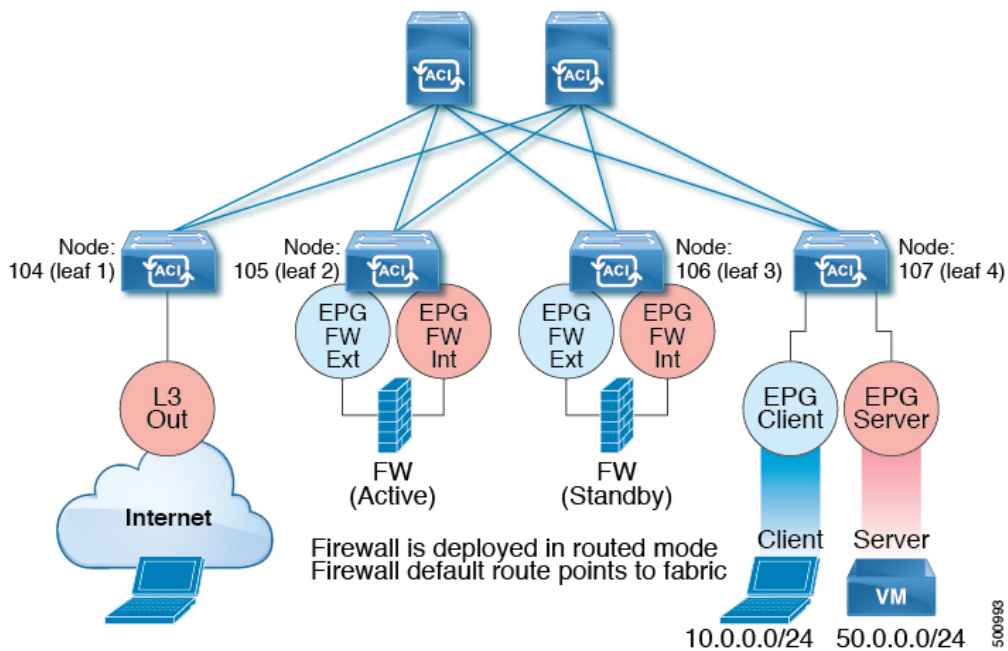 ACI
ACI
Node:
104 (leaf 1)
ACI
Node:
105 (leaf 2)
ACI
ACI
Node:
106 (leaf 3)
ACI
Node:
107 (leaf 4)
EPG
FW
Ext
EPG
FW
Int
EPG
FW
Ext
EPG
FW
Int
L3
Out
EPG
Client
EPG
Server
FW
(Active)
FW
(Standby)
Internet
Firewall is deployed in routed mode
Firewall default route points to fabric
Client
Server
VM
10.0.0.0/24
50.0.0.0/24
500993